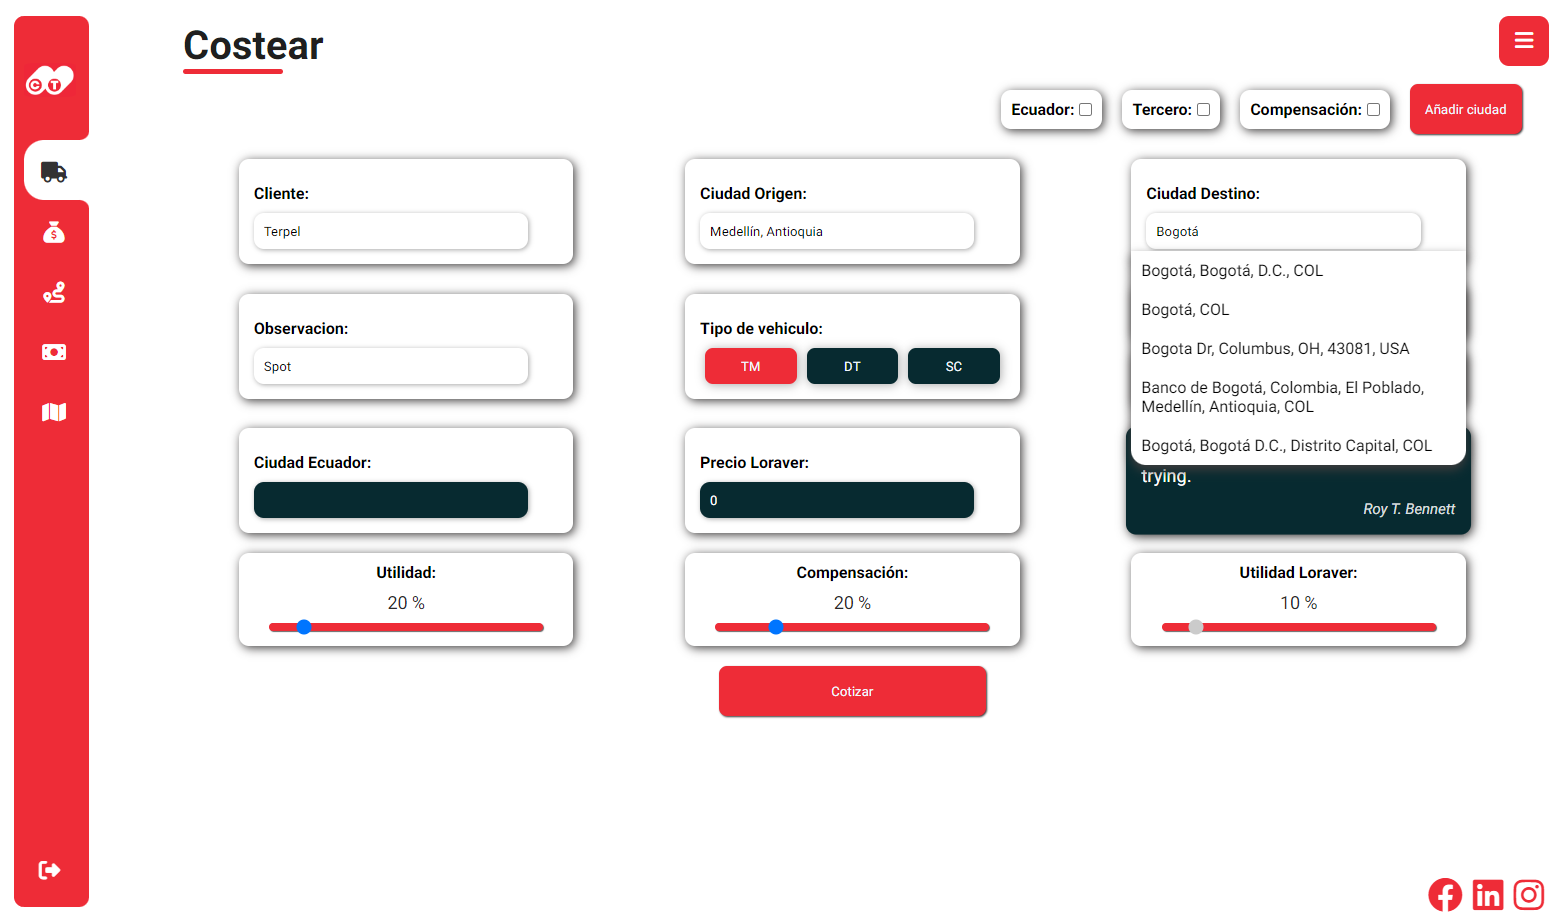 Costear
CT
Ecuador:
Tercero:
Compensación:
Añadir ciudad
Cliente:
Terpel
Ciudad Origen:
Medellín, Antioquia
Ciudad Destino:
Bogotá
Bogotá, Bogotá, D.C., COL
Bogotá, COL
Bogota Dr, Columbus, OH, 43081, USA
Banco de Bogotá, Colombia, El Poblado,
Medellín, Antioquia, COL
Bogotá, Bogotá D.C., Distrito Capital, COL
Observacion:
Spot
Tipo de vehiculo:
TM
DT
SC
Ciudad Ecuador:
Precio Loraver:
0
trying.
Roy T. Bennett
Utilidad:
20 %
Compensación:
20 %
Utilidad Loraver:
10 %
Cotizar